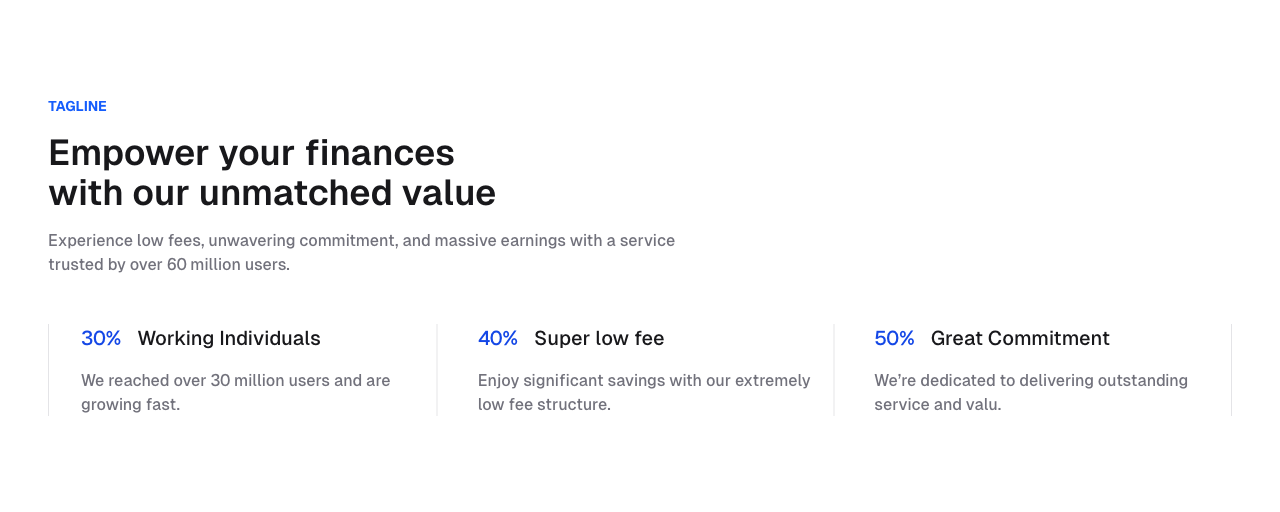 TAGLINE
Empower your finances
with our unmatched value
Experience low fees, unwavering commitment, and massive earnings with a service
trusted by over 60 million users.
30% Working Individuals
We reached over 30 million users and are
growing fast.
40% Super low fee
Enjoy significant savings with our extremely
low fee structure.
50% Great Commitment
We’re dedicated to delivering outstanding
service and valu.